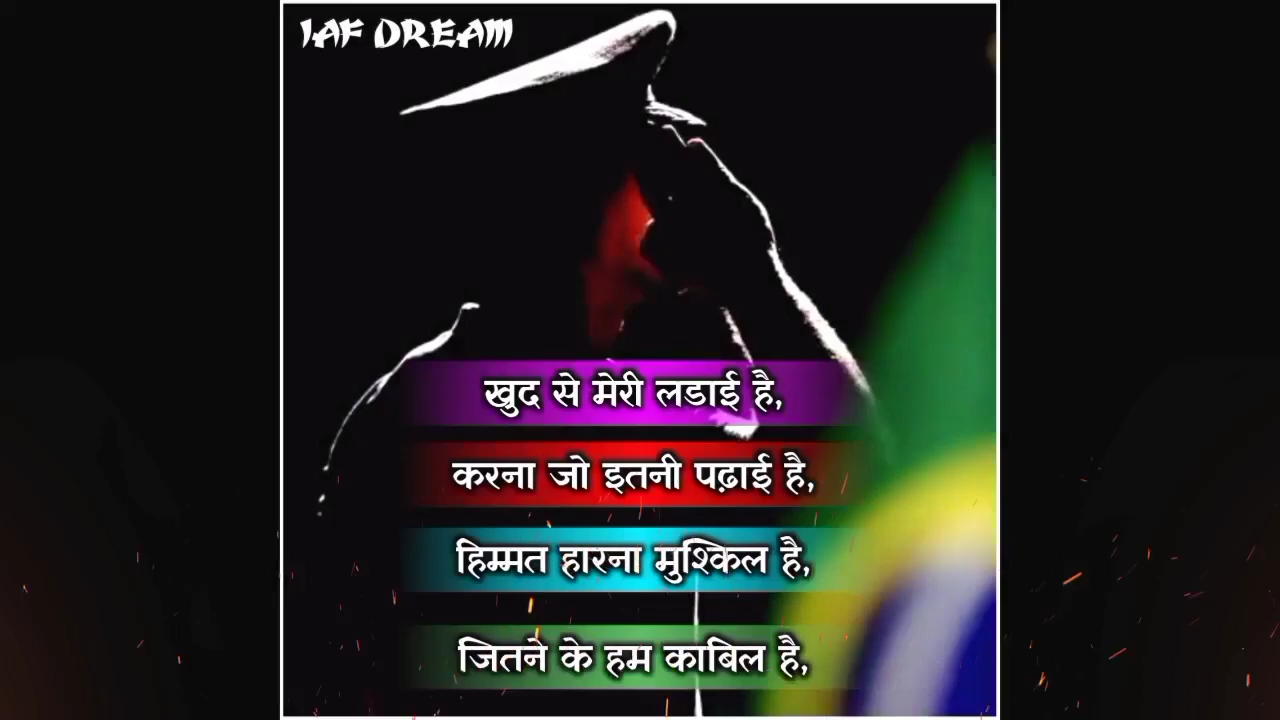 IAF DREAM
खुद से मेरी लडाई है,
करना जो इतनी पढ़ाई है,
हिम्मत हारना मुश्किल है,
जितने के हम काबिल है,